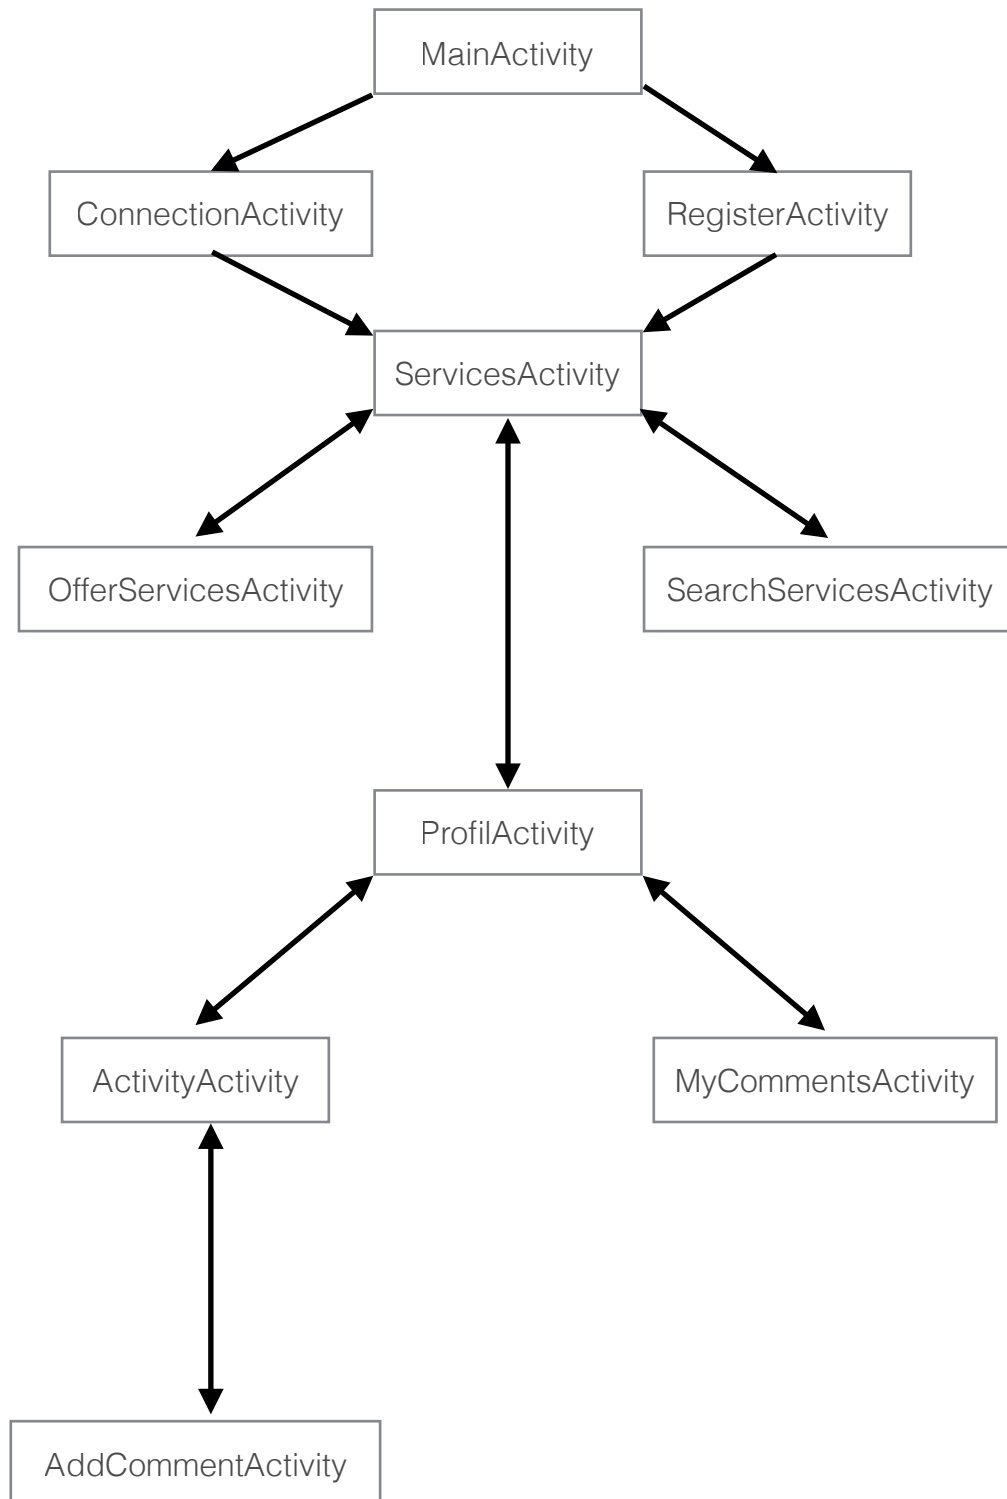 MainActivity
ConnectionActivity
RegisterActivity
ServicesActivity
OfferServicesActivity
SearchServicesActivity
ProfilActivity
ActivityActivity
MyCommentsActivity
AddCommentActivity